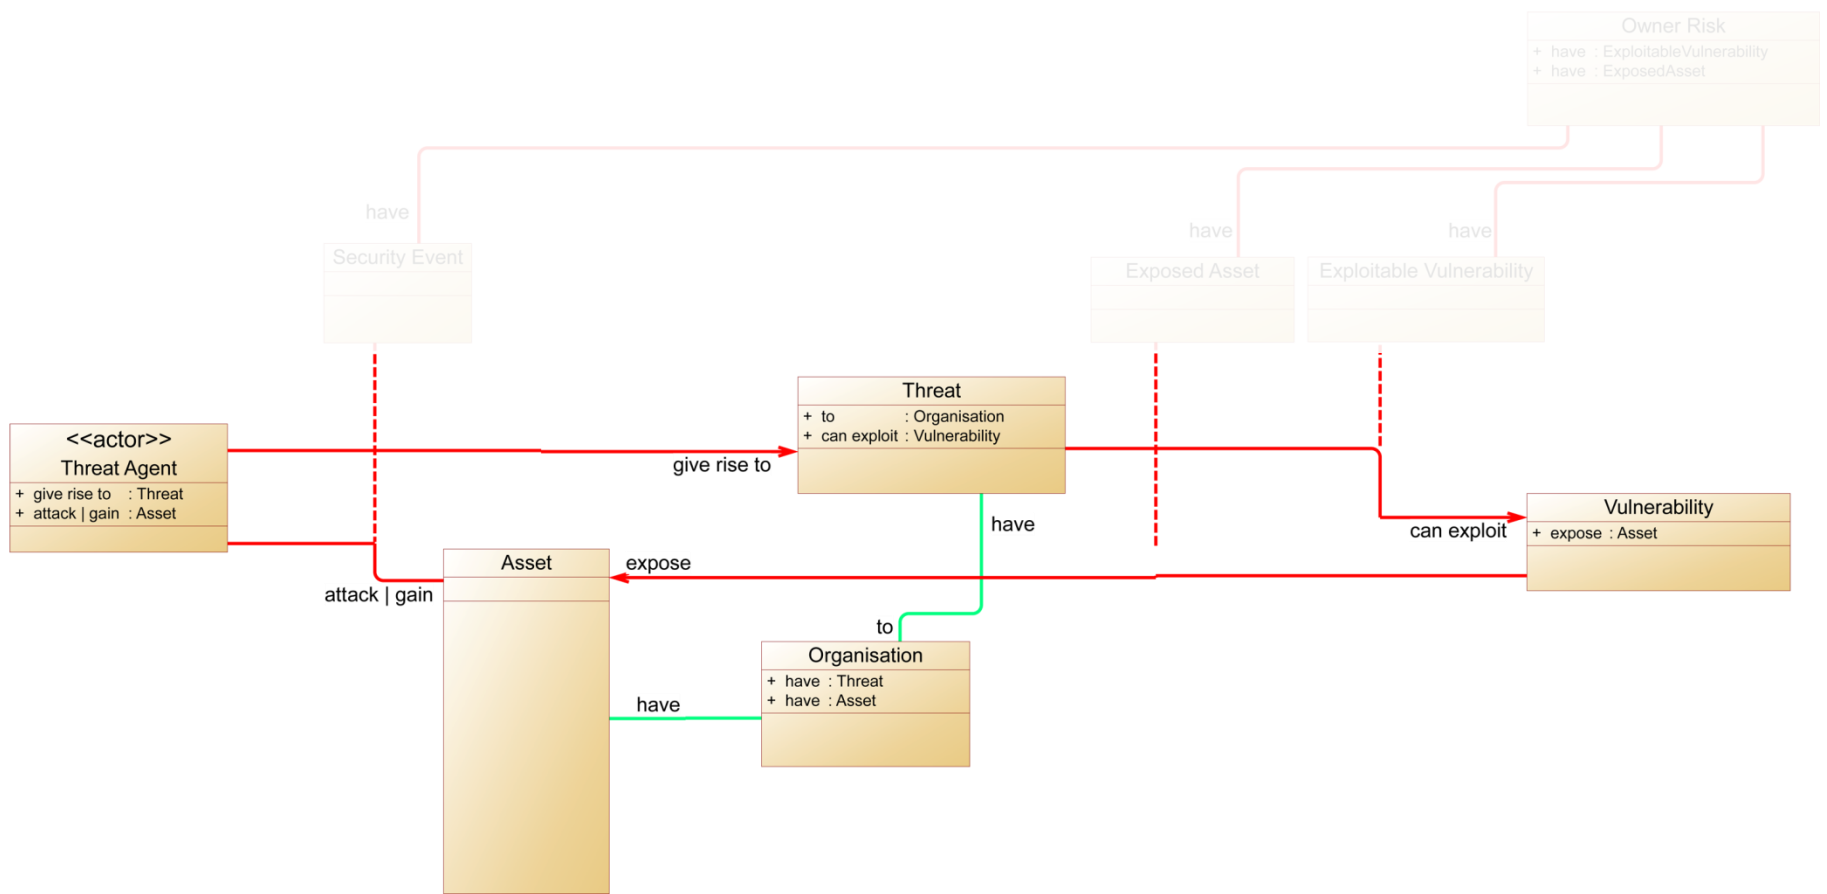 Owner Risk
+ have : ExploitableVulnerability
+ have : ExposedAsset
have
have
have
Security Event
Exposed Asset
Exploitable Vulnerability
Threat
+ to : Organisation
+ can exploit : Vulnerability
<<actor>>
Threat Agent
+ give rise to : Threat
+ attack | gain : Asset
give rise to
have
Vulnerability
+ expose : Asset
can exploit
Asset
expose
attack | gain
to
Organisation
+ have : Threat
+ have : Asset
have